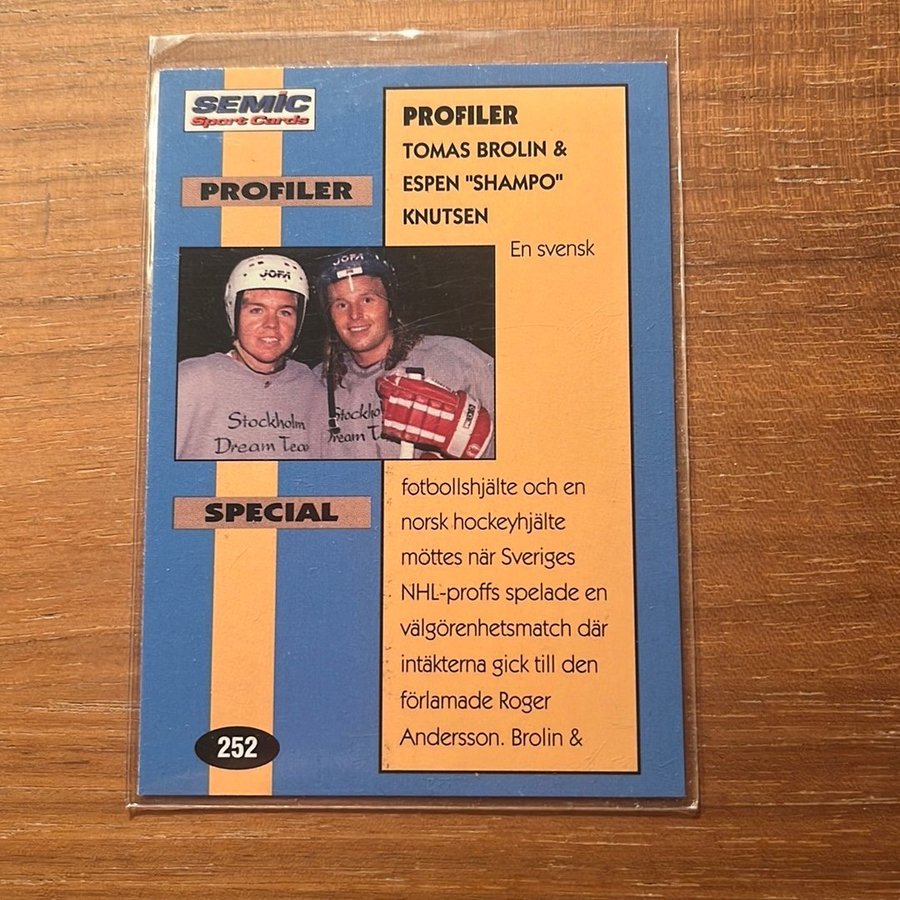 SEMIC
Sport Cards
PROFILER
PROFILER
TOMAS BROLIN &
ESPEN "SHAMPO"
KNUTSEN
En svensk
JOFA
JOFA
Stockholm
Dream Tea
Stockhol
Dream T
fotbollshjälte och en
norsk hockeyhjälte
möttes när Sveriges
NHL-proffs spelade en
välgörenhetsmatch där
intäkterna gick till den
förlamade Roger
Andersson. Brolin &
SPECIAL
252